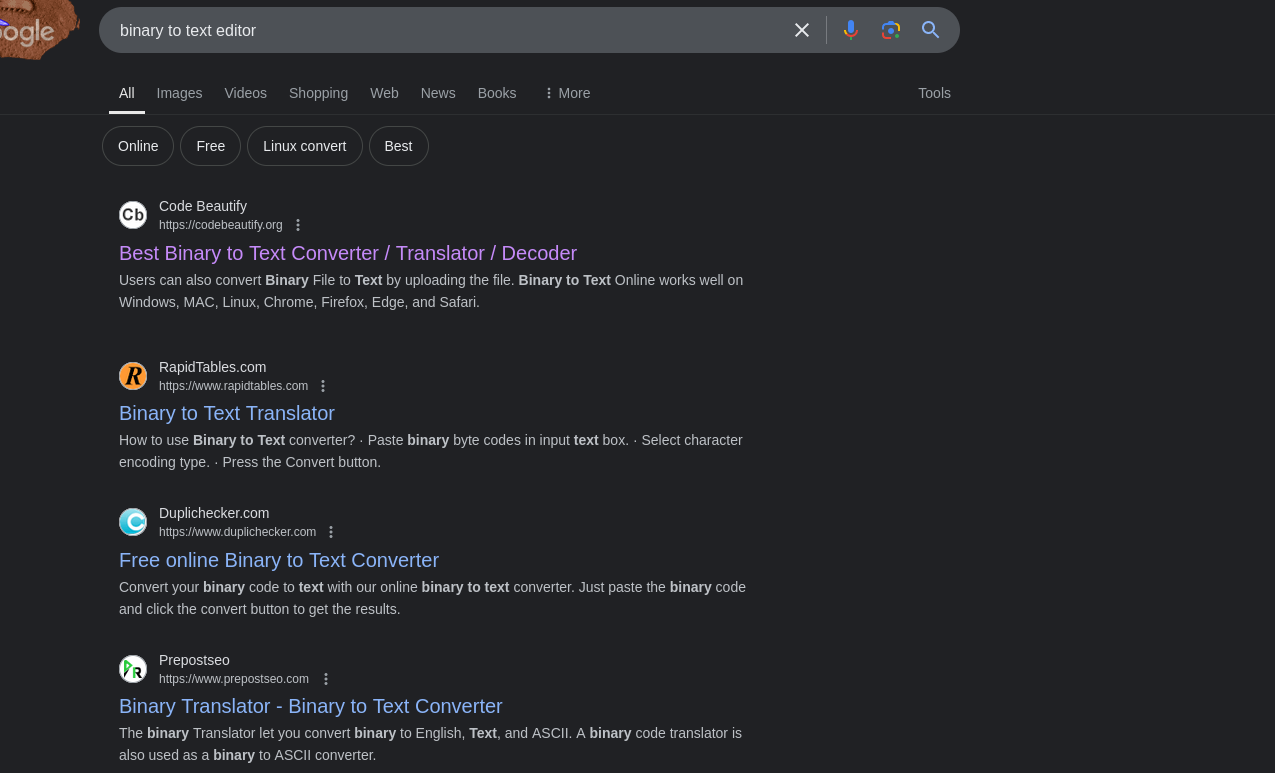 ogle
binary to text editor
All Images Videos Shopping Web News Books More Tools
Online Free Linux convert Best
Cb
Code Beautify
https://codebeautify.org
Best Binary to Text Converter / Translator / Decoder
Users can also convert Binary File to Text by uploading the file. Binary to Text Online works well on
Windows, MAC, Linux, Chrome, Firefox, Edge, and Safari.
R
RapidTables.com
https://www.rapidtables.com
Binary to Text Translator
How to use Binary to Text converter? · Paste binary byte codes in input text box. · Select character
encoding type. · Press the Convert button.
Duplichecker.com
https://www.duplichecker.com
Free online Binary to Text Converter
Convert your binary code to text with our online binary to text converter. Just paste the binary code
and click the convert button to get the results.
Prepostseo
https://www.prepostseo.com
Binary Translator - Binary to Text Converter
The binary Translator let you convert binary to English, Text, and ASCII. A binary code translator is
also used as a binary to ASCII converter.